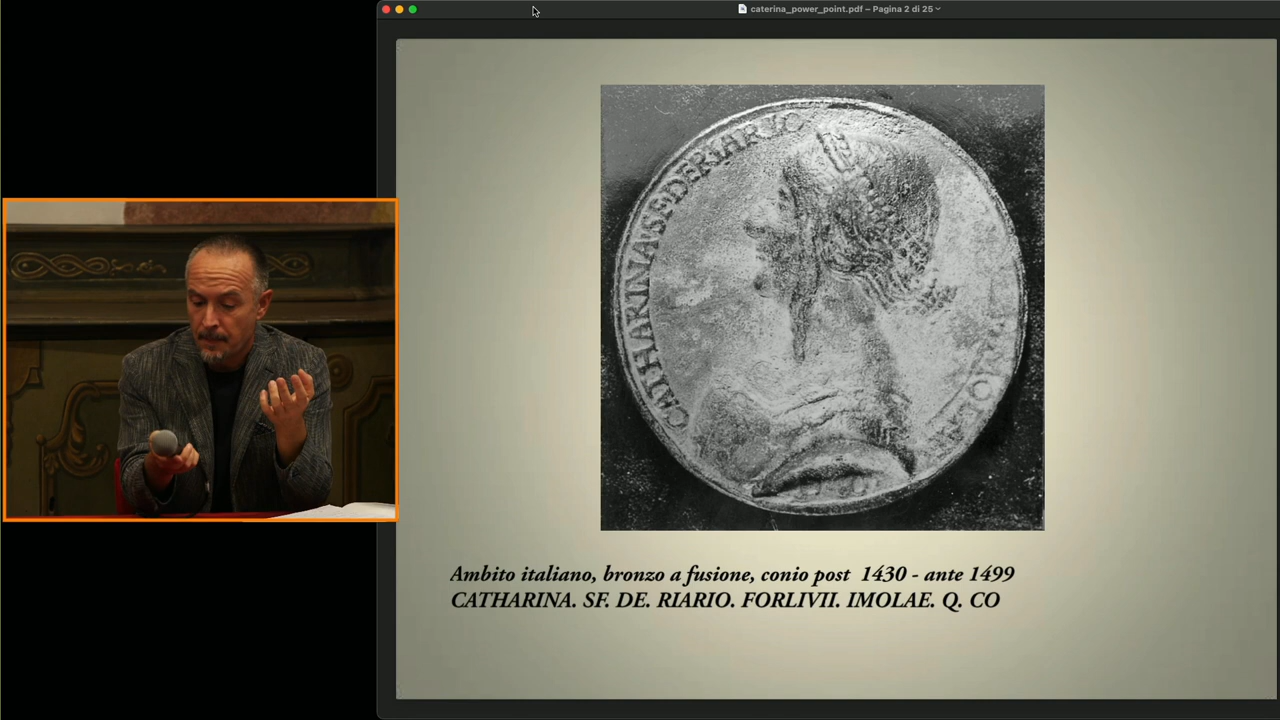 caterina_power_point.pdf – Pagina 2 di 25
CATHARINA·SF·DE·RIARIO
IMOLAE
Ambito italiano, bronzo a fusione, conio post 1430 - ante 1499
CATHARINA. SF. DE. RIARIO. FORLIVII. IMOLAE. Q. CO